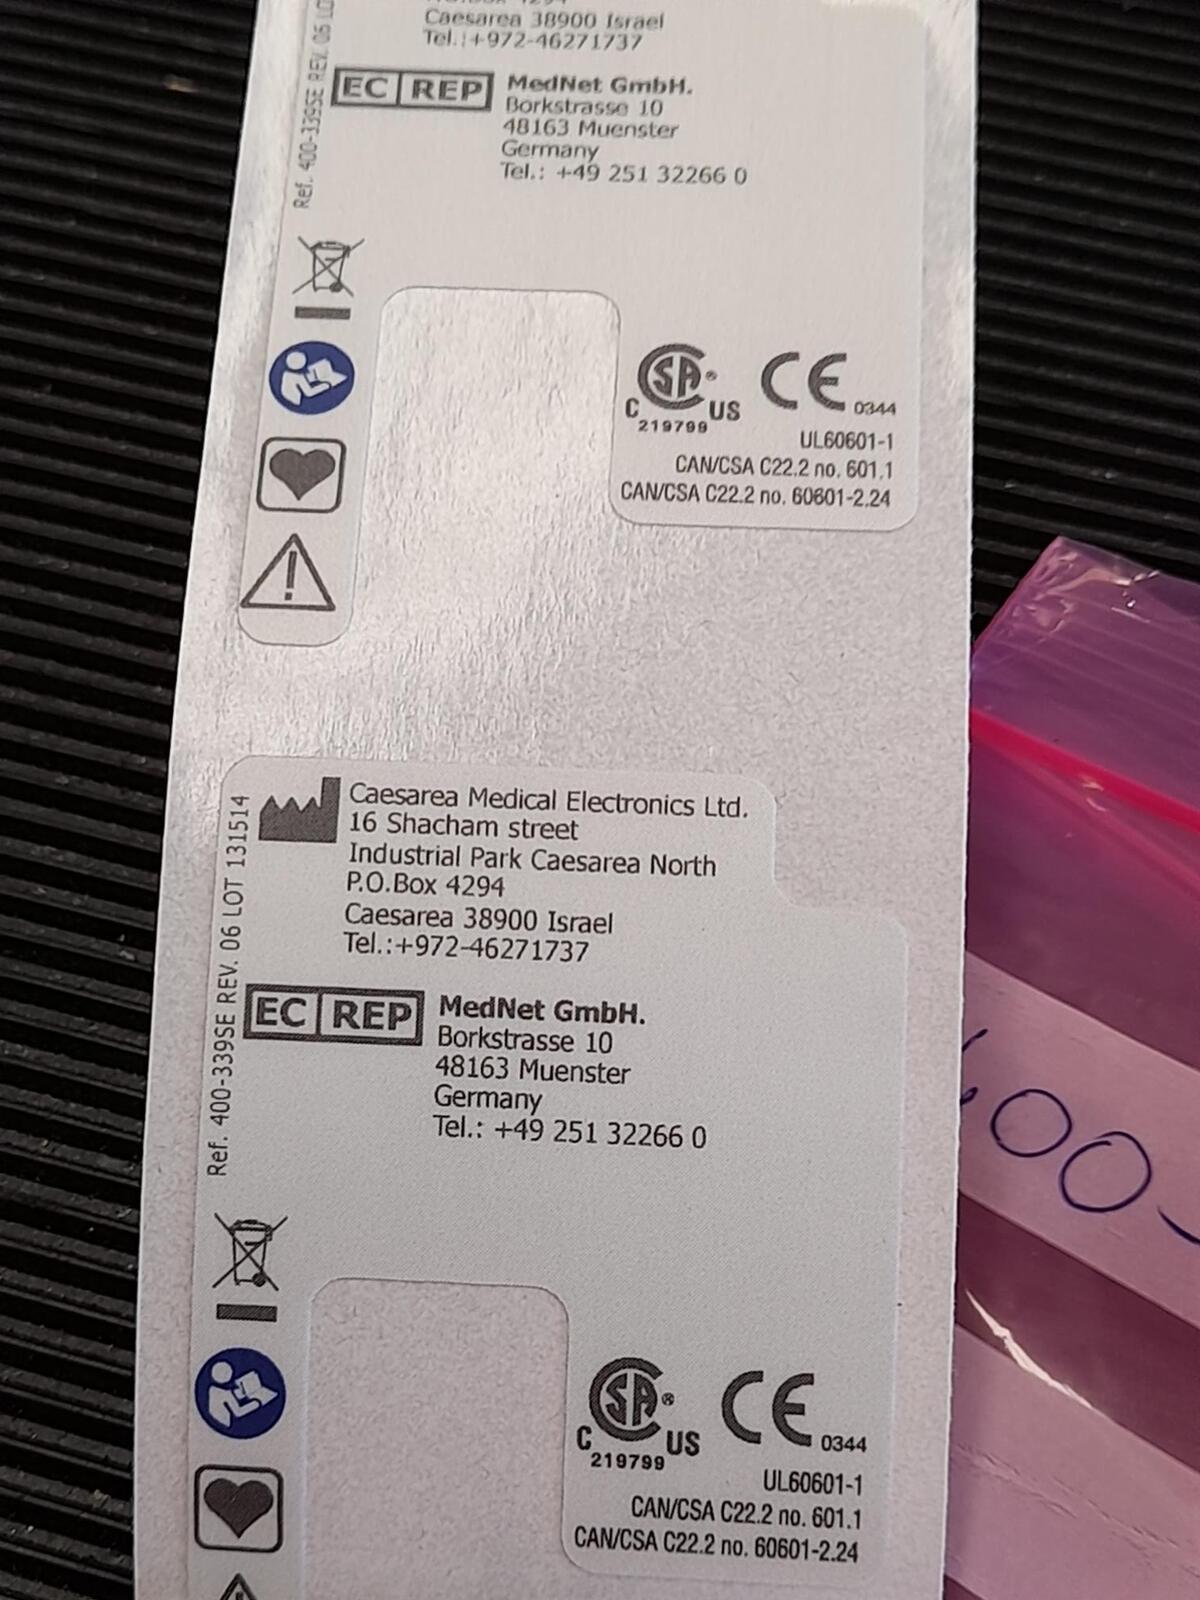 Caesarea 38900 Israel
Tel.:+972-46271737
Ref. 400-339SE REV. 06
EC REP
MedNet GmbH.
Borkstrasse 10
48163 Muenster
Germany
Tel.: +49 251 32266 0
SA®
C US
219799
CE 0344
UL60601-1
CAN/CSA C22.2 no. 601.1
CAN/CSA C22.2 no. 60601-2.24
Ref. 400-339SE REV. 06 LOT 131514
Caesarea Medical Electronics Ltd.
16 Shacham street
Industrial Park Caesarea North
P.O.Box 4294
Caesarea 38900 Israel
Tel.:+972-46271737
EC REP
MedNet GmbH.
Borkstrasse 10
48163 Muenster
Germany
Tel.: +49 251 32266 0
SA®
C US
219799
CE 0344
UL60601-1
CAN/CSA C22.2 no. 601.1
CAN/CSA C22.2 no. 60601-2.24